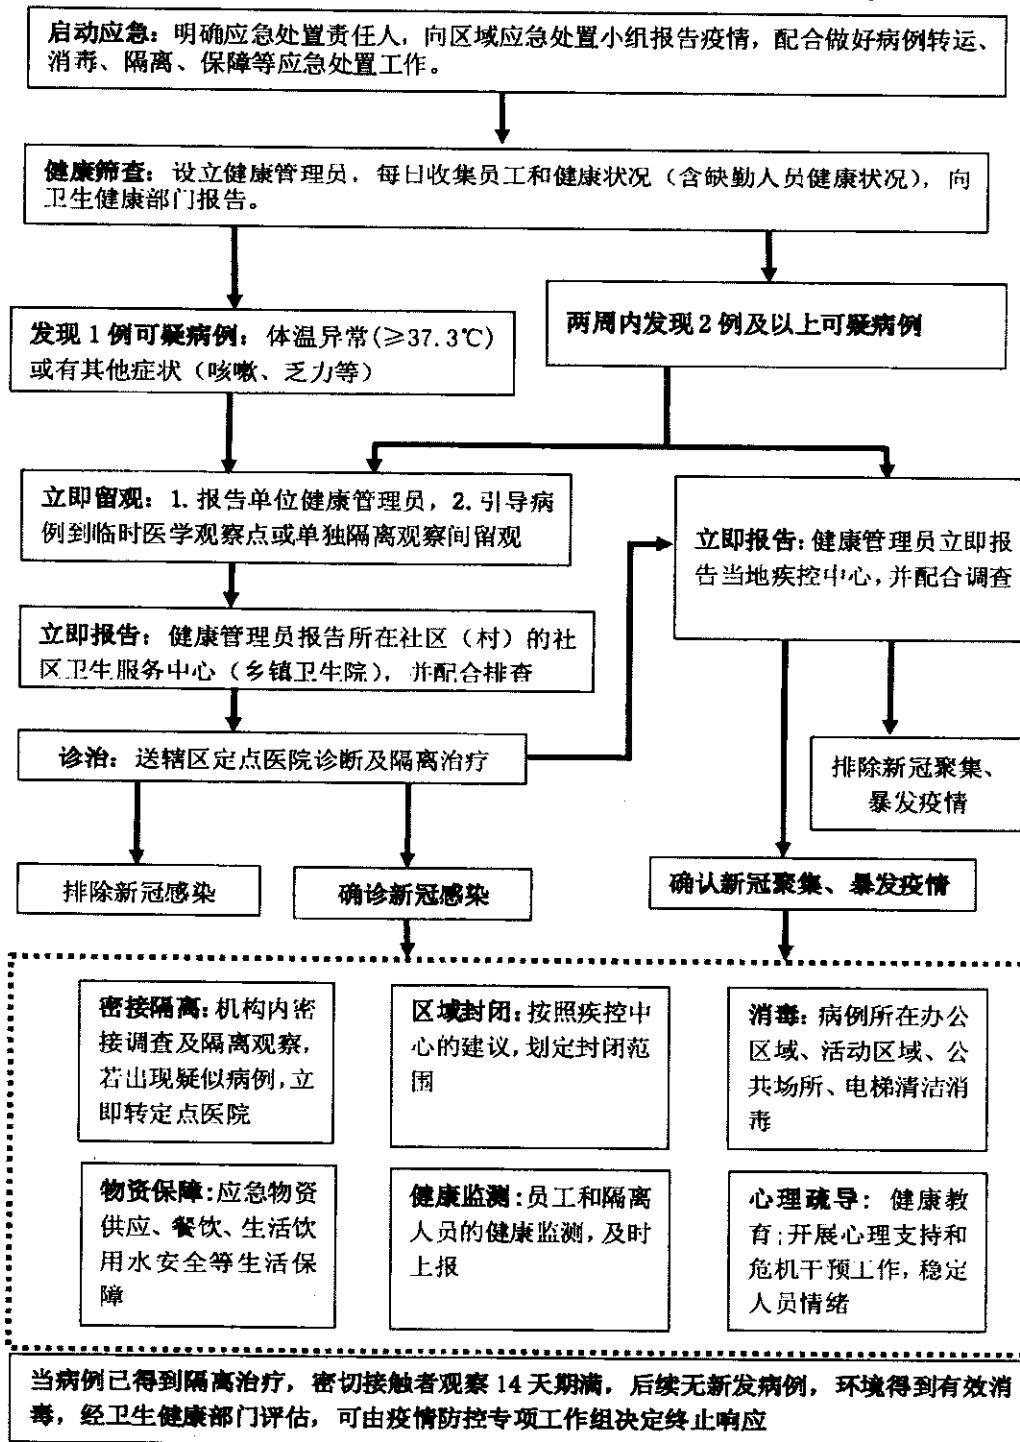 启动应急：明确应急处置责任人，向区域应急处置小组报告疫情，配合做好病例转运、
消毒、隔离、保障等应急处置工作。
健康筛查：设立健康管理员，每日收集员工和健康状况（含缺勤人员健康状况），向
卫生健康部门报告。
发现1例可疑病例：体温异常(≥37.3℃)
或有其他症状（咳嗽、乏力等）
两周内发现2例及以上可疑病例
立即留观：1.报告单位健康管理员，2.引导病
例到临时医学观察点或单独隔离观察间留观
立即报告：健康管理员立即报
告当地疾控中心，并配合调查
立即报告：健康管理员报告所在社区（村）的社
区卫生服务中心（乡镇卫生院），并配合排查
诊治：送辖区定点医院诊断及隔离治疗
排除新冠聚集、
暴发疫情
排除新冠感染
确诊新冠感染
确认新冠聚集、暴发疫情
密接隔离：机构内密
接调查及隔离观察，
若出现疑似病例，立
即转定点医院
区域封闭：按照疾控中
心的建议，划定封闭范
围
消毒：病例所在办公
区域、活动区域、公
共场所、电梯清洁消
毒
物资保障：应急物资
供应、餐饮、生活饮
用水安全等生活保
障
健康监测：员工和隔离
人员的健康监测，及时
上报
心理疏导：健康教
育；开展心理支持和
危机干预工作，稳定
人员情绪
当病例已得到隔离治疗，密切接触者观察14天期满，后续无新发病例，环境得到有效消
毒，经卫生健康部门评估，可由疫情防控专项工作组决定终止响应